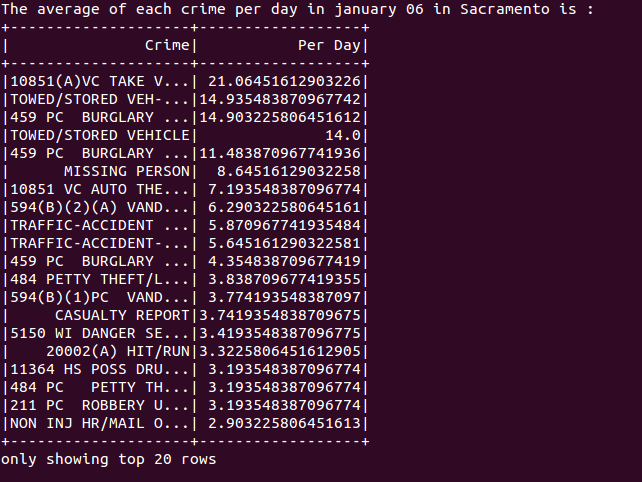 The average of each crime per day in january 06 in Sacramento is :
+--------------------+------------------+
|               Crime|           Per Day|
+--------------------+------------------+
|10851(A)VC TAKE V...| 21.06451612903226|
|TOWED/STORED VEH-...|14.935483870967742|
|459 PC  BURGLARY ...|14.903225806451612|
|TOWED/STORED VEHICLE|              14.0|
|459 PC  BURGLARY ...|11.483870967741936|
|      MISSING PERSON|  8.64516129032258|
|10851 VC AUTO THE...| 7.193548387096774|
|594(B)(2)(A) VAND...| 6.290322580645161|
|TRAFFIC-ACCIDENT ...| 5.870967741935484|
|TRAFFIC-ACCIDENT-...| 5.645161290322581|
|459 PC  BURGLARY ...| 4.354838709677419|
|484 PETTY THEFT/L...| 3.838709677419355|
|594(B)(1)PC  VAND...| 3.774193548387097|
|     CASUALTY REPORT|3.7419354838709675|
|5150 WI DANGER SE...|3.4193548387096775|
|    20002(A) HIT/RUN|3.3225806451612905|
|11364 HS POSS DRU...| 3.193548387096774|
|484 PC   PETTY TH...| 3.193548387096774|
|211 PC  ROBBERY U...| 3.193548387096774|
|NON INJ HR/MAIL O...| 2.903225806451613|
+--------------------+------------------+
only showing top 20 rows